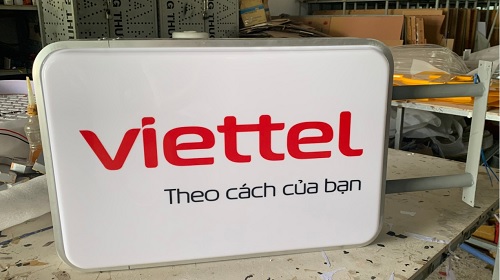 viettel
Theo cách của bạn